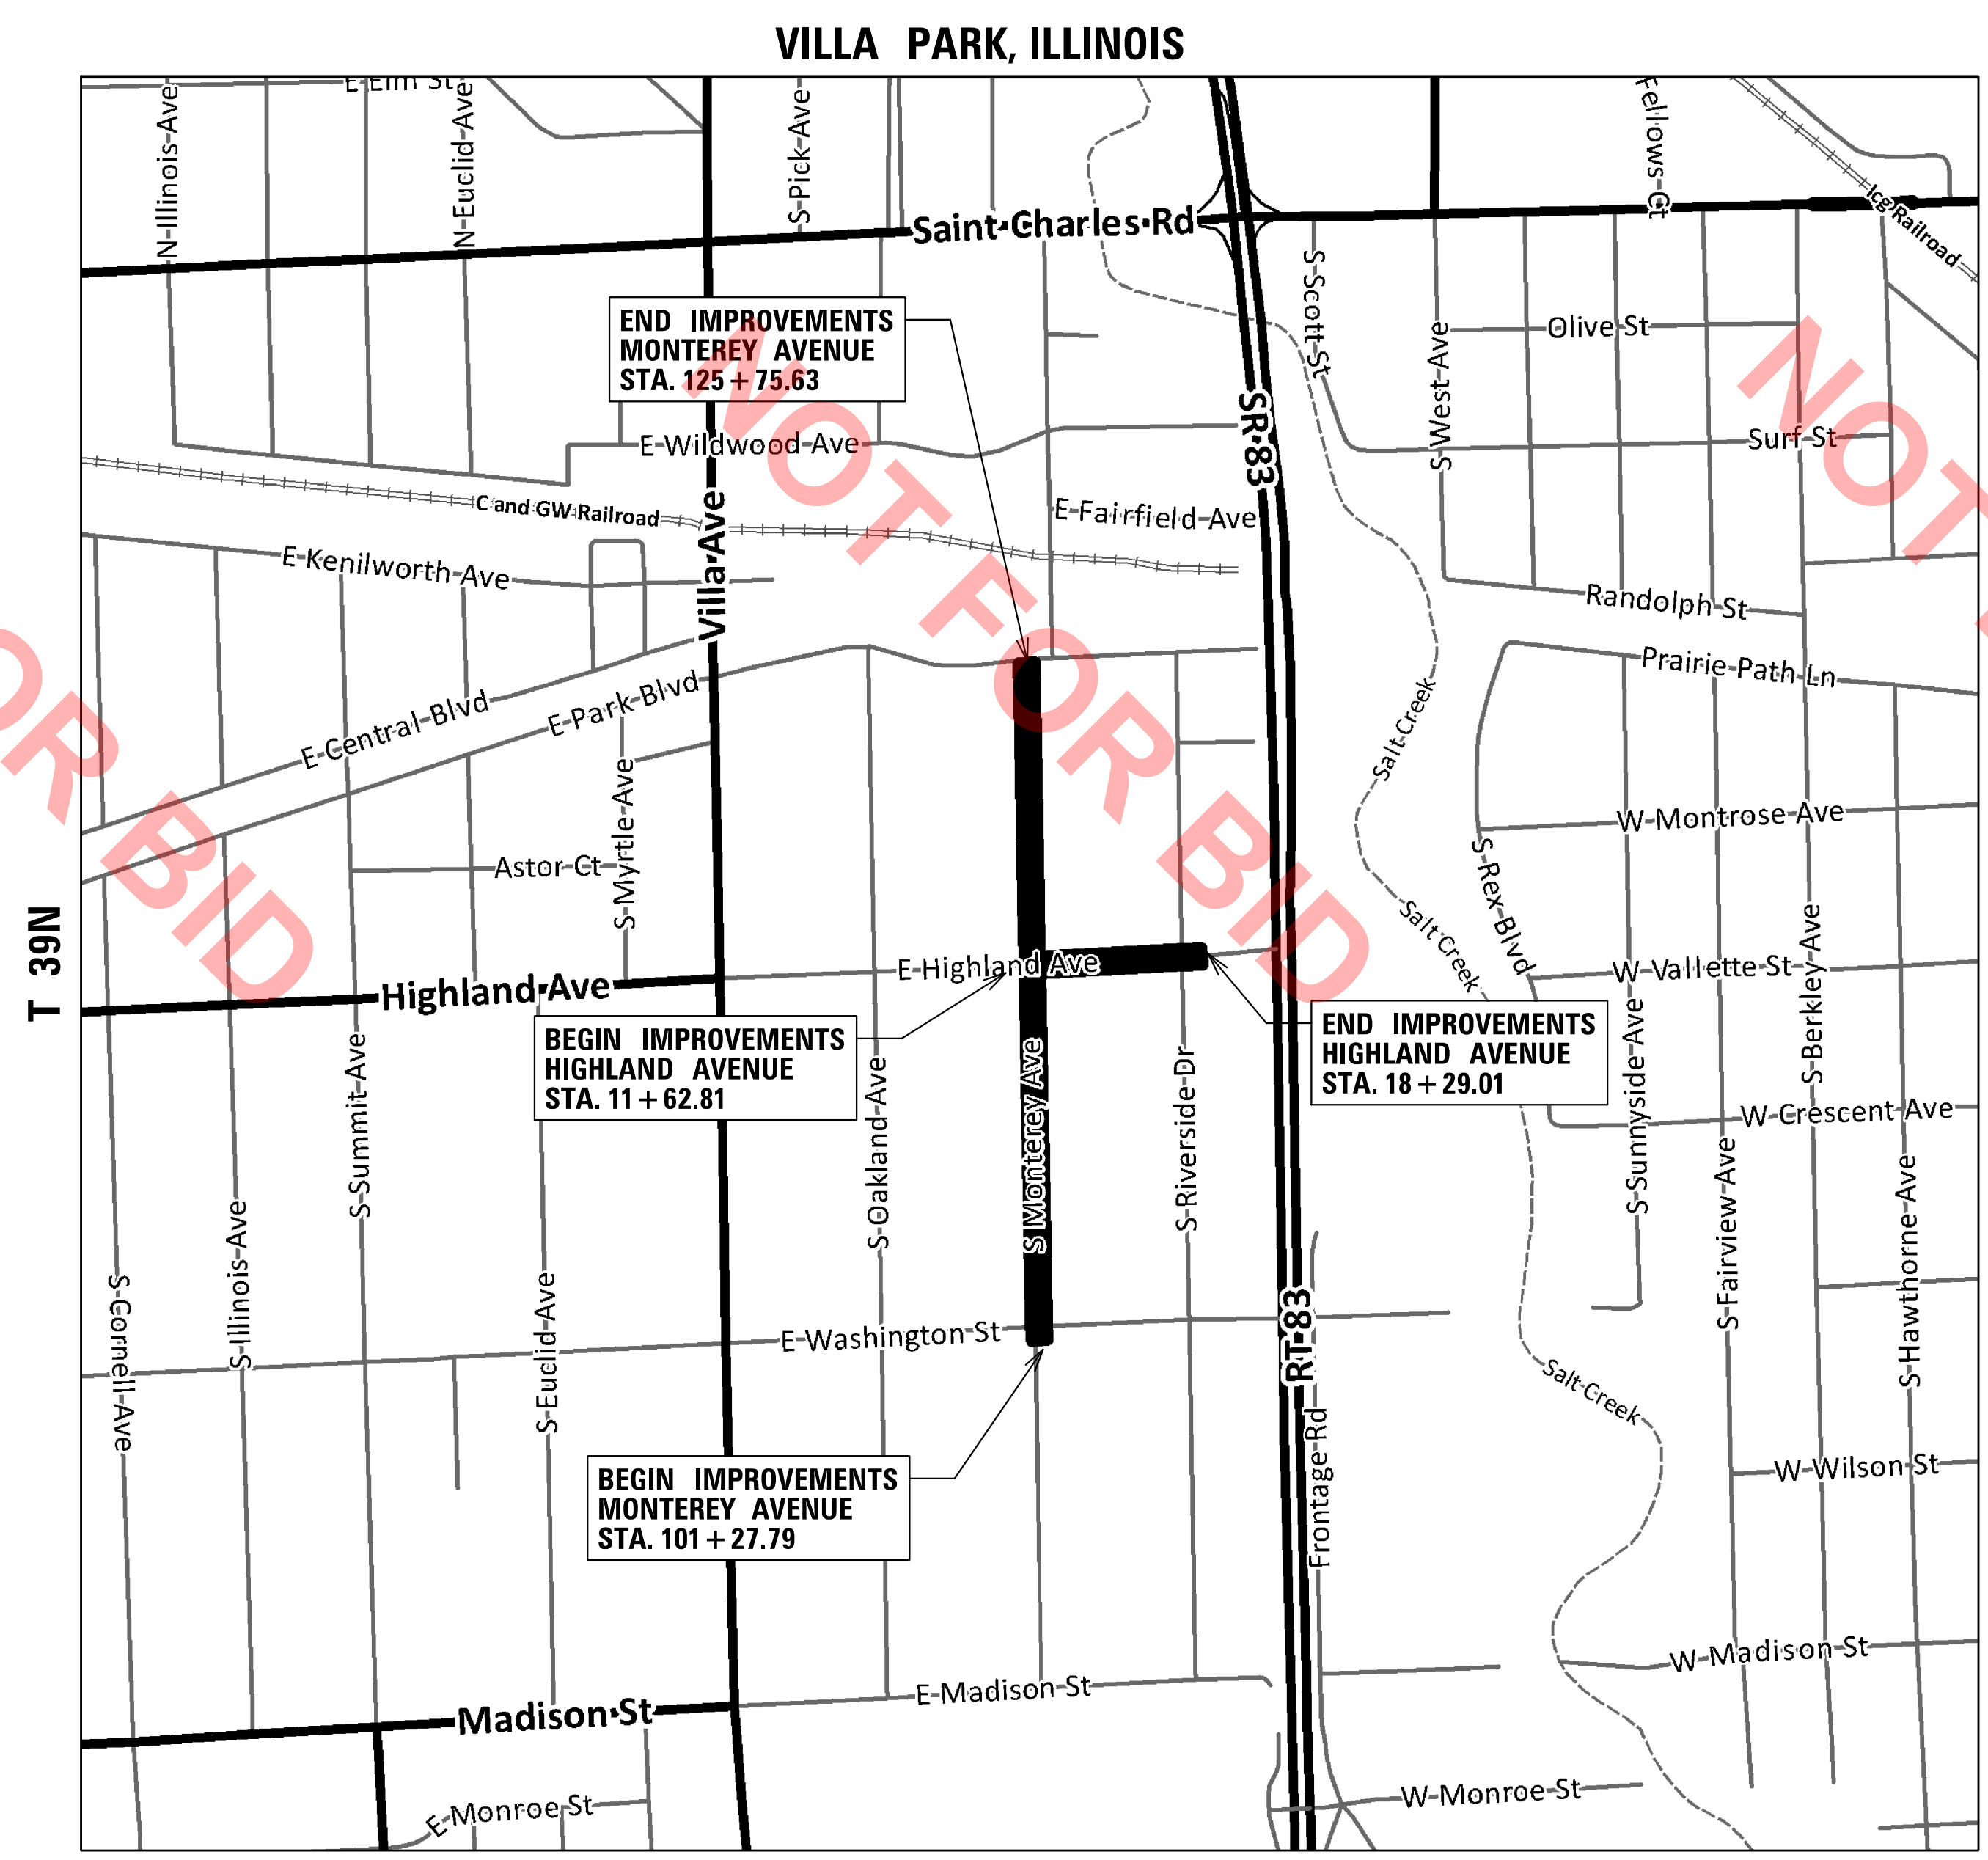 VILLA PARK, ILLINOIS
E Elm St
N Illinois Ave
N Euclid Ave
S Pick Ave
Fellows Ct
Icg Railroad
Saint Charles Rd
S Scott St
END IMPROVEMENTS
MONTEREY AVENUE
STA. 125+75.63
Olive St
S West Ave
SR 83
Surf St
E Wildwood Ave
C and GW Railroad
Villa Ave
E Fairfield Ave
E Kenilworth Ave
Randolph St
Prairie Path Ln
E Central Blvd
E Park Blvd
Salt Creek
S Myrtle Ave
W Montrose Ave
Astor Ct
S Rex Blvd
T 39N
Salt Creek
S Berkley Ave
E Highland Ave
W Vallette St
Highland Ave
BEGIN IMPROVEMENTS
HIGHLAND AVENUE
STA. 11+62.81
END IMPROVEMENTS
HIGHLAND AVENUE
STA. 18+29.01
S Sunnyside Ave
S Summit Ave
S Oakland Ave
S Monterey Ave
S Riverside Dr
W Crescent Ave
S Fairview Ave
S Hawthorne Ave
S Cornell Ave
S Illinois Ave
S Euclid Ave
E Washington St
RT 83
Salt Creek
Frontage Rd
BEGIN IMPROVEMENTS
MONTEREY AVENUE
STA. 101+27.79
W Wilson St
W Madison St
E Madison St
Madison St
E Monroe St
W Monroe St
NOT FOR BID
OR BID
NOT